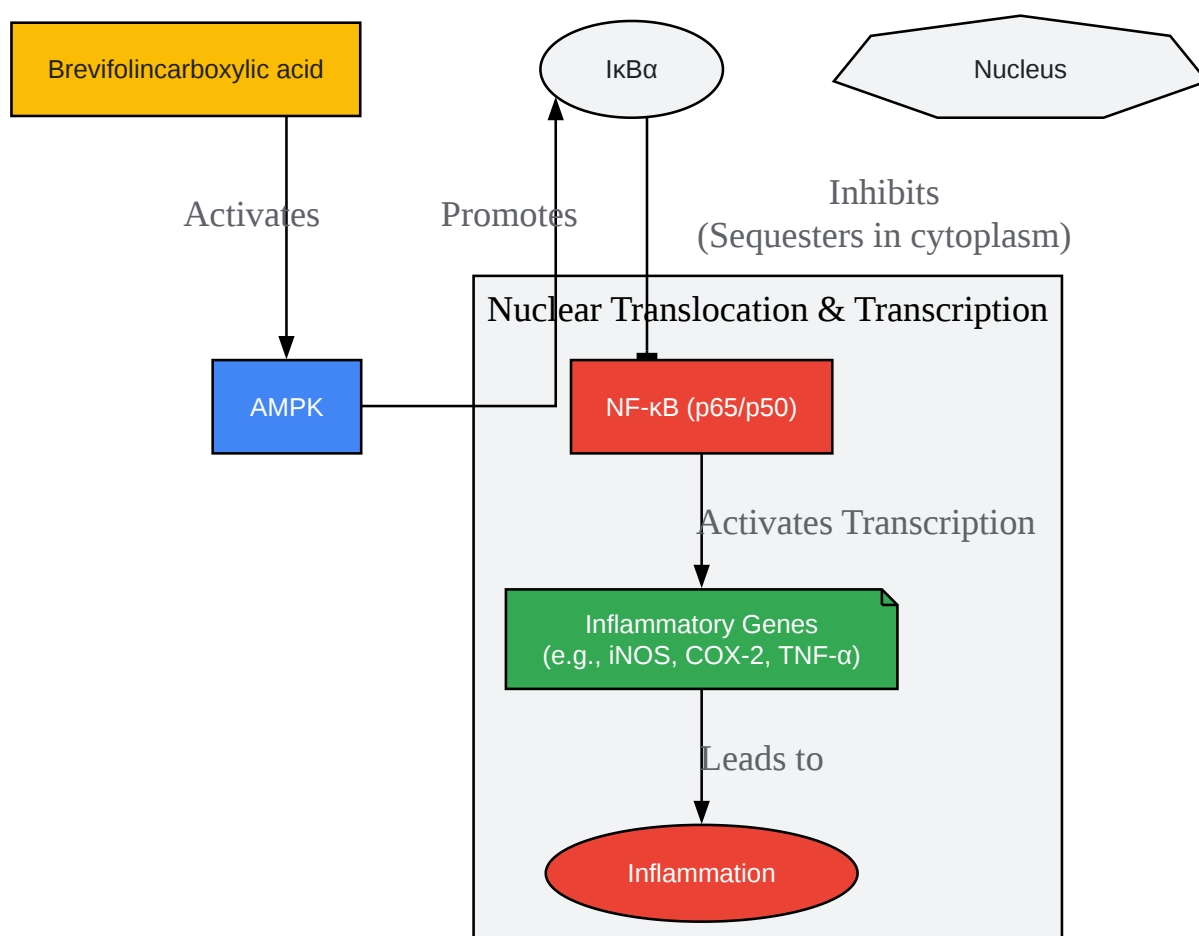 Brevifolincarboxylic acid
IκBα
Nucleus
Activates
Promotes
Inhibits
(Sequesters in cytoplasm)
Nuclear Translocation & Transcription
AMPK
NF-κB (p65/p50)
Activates Transcription
Inflammatory Genes
(e.g., iNOS, COX-2, TNF-α)
Leads to
Inflammation